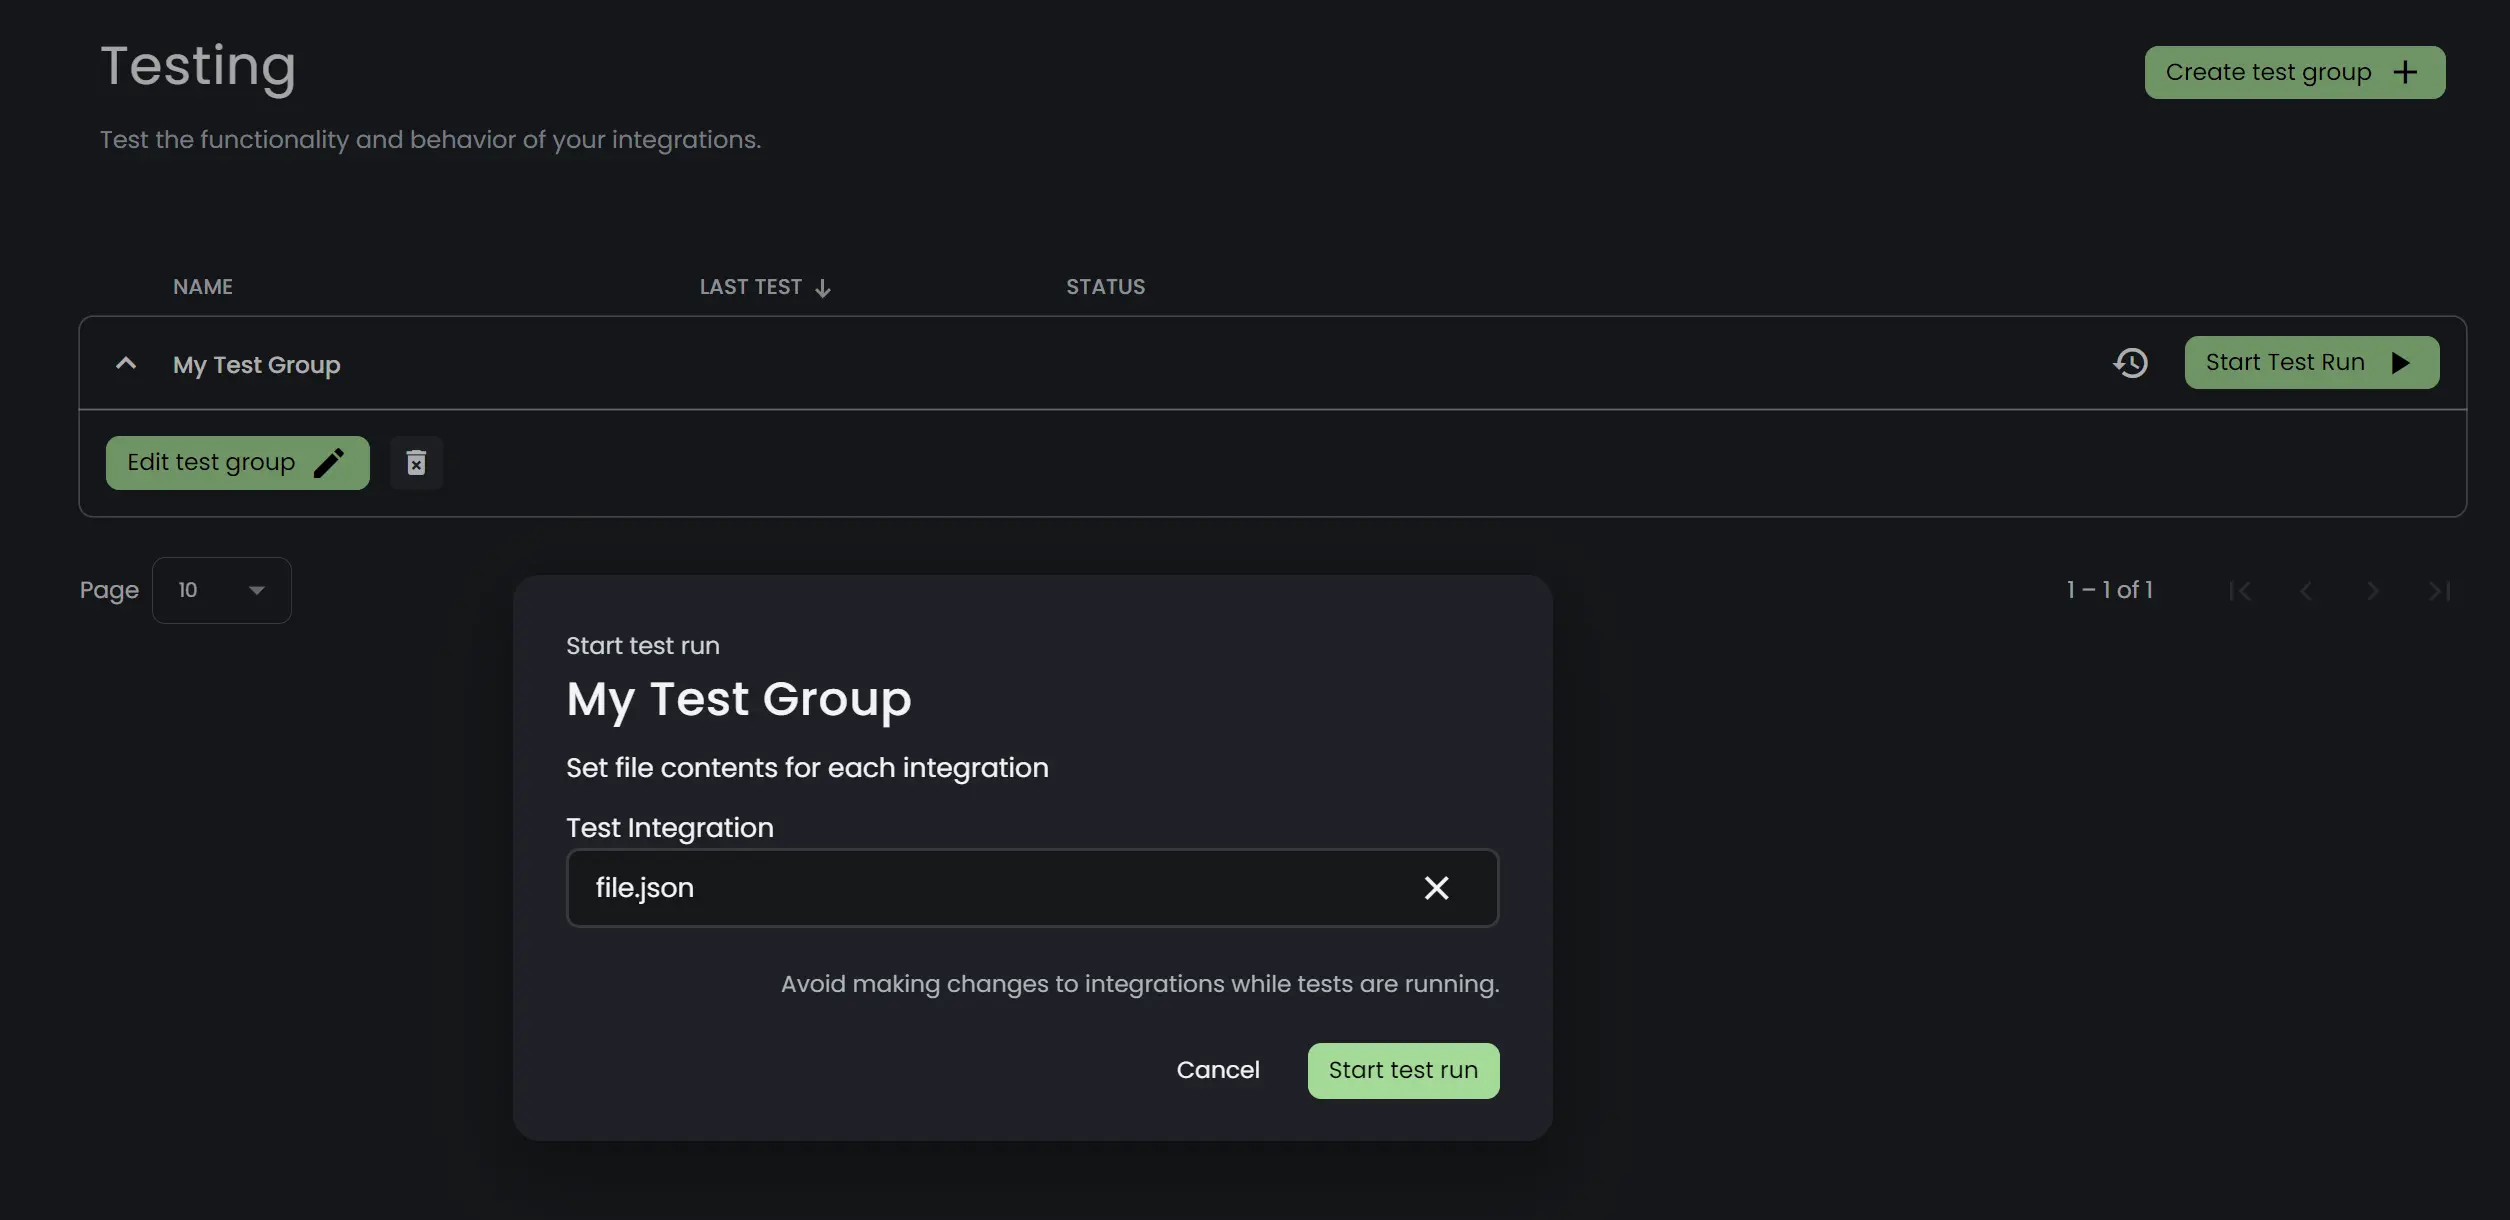 Testing
Create test group
Test the functionality and behavior of your integrations.
NAME
LAST TEST
STATUS
My Test Group
Start Test Run
Edit test group
Page
10
1 – 1 of 1
Start test run
My Test Group
Set file contents for each integration
Test Integration
file.json
Avoid making changes to integrations while tests are running.
Cancel
Start test run